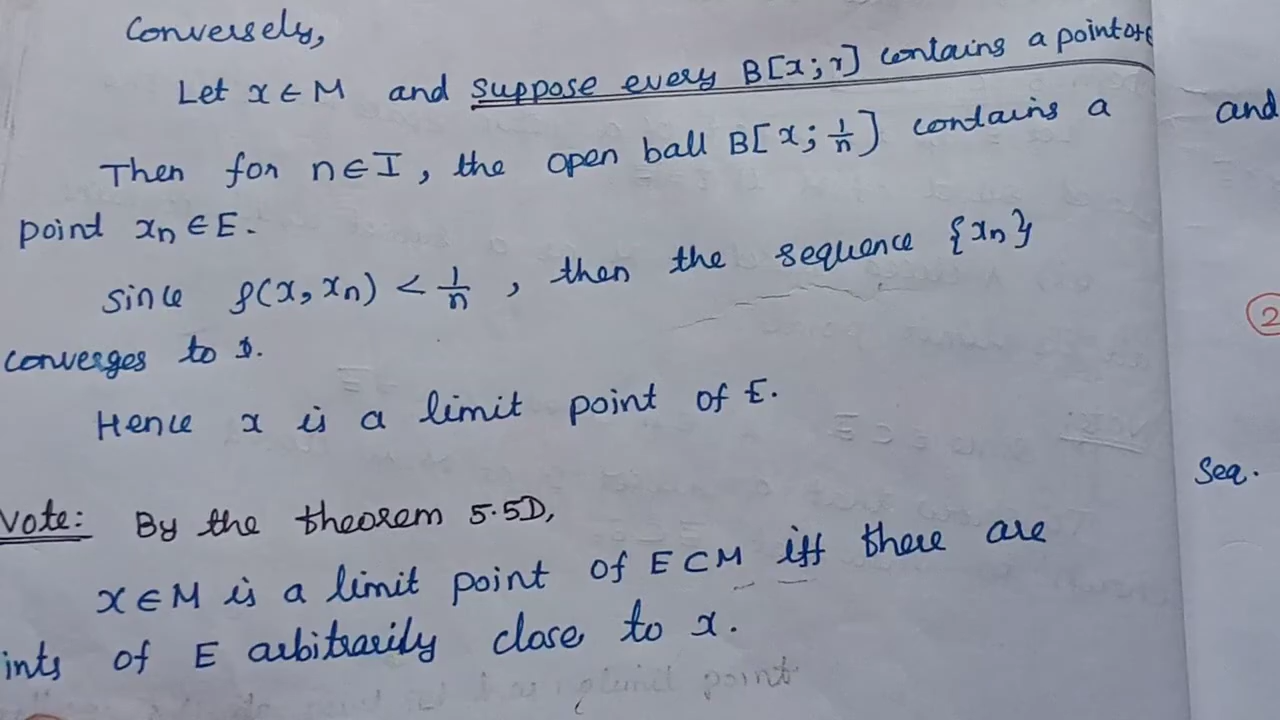 Conversely,
Let x ∈ M and suppose every B[x; r] contains a point of E
Then for n ∈ I, the open ball B[x; 1/n] contains a
point xn ∈ E.
since ρ(x, xn) < 1/n, then the sequence {xn}
converges to x.
Hence x is a limit point of E.
Note: By the theorem 5.5D,
x ∈ M is a limit point of E ⊂ M iff there are
ints of E arbitrarily close to x.
and
2
Seq.